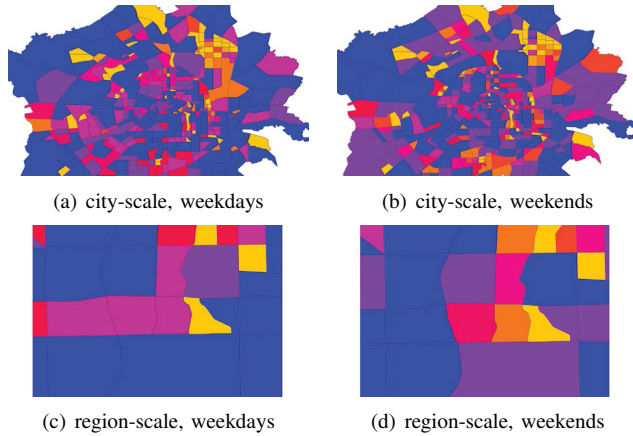 (a) city-scale, weekdays
(b) city-scale, weekends
(c) region-scale, weekdays
(d) region-scale, weekends